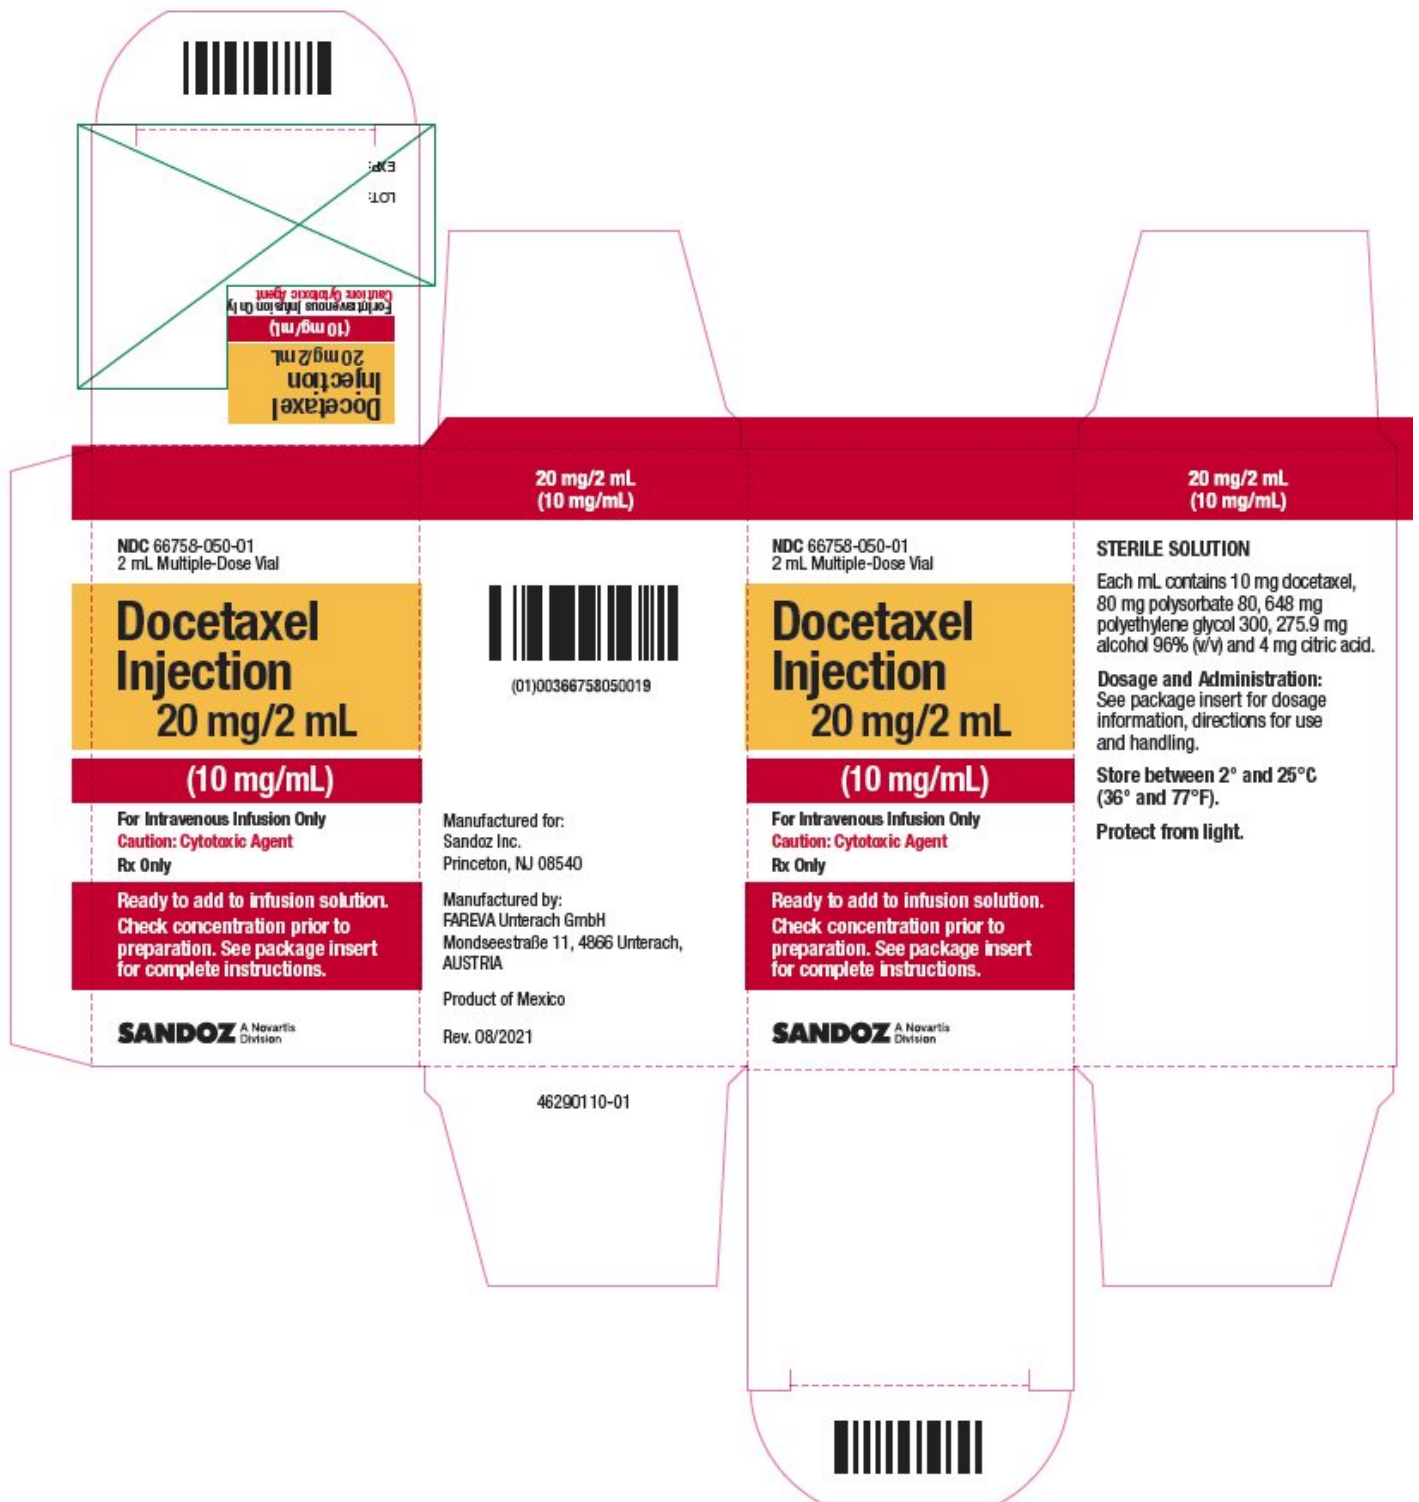 EXP:
LOT:
Caution: Cytotoxic Agent
For Intravenous Infusion Only
(10 mg/mL)
20 mg/2 mL
Injection
Docetaxel
NDC 66758-050-01
2 mL Multiple-Dose Vial
Docetaxel
Injection
20 mg/2 mL
(10 mg/mL)
For Intravenous Infusion Only
Caution: Cytotoxic Agent
Rx Only
Ready to add to infusion solution.
Check concentration prior to
preparation. See package insert
for complete instructions.
SANDOZ A Novartis
Division
20 mg/2 mL
(10 mg/mL)
(01)00366758050019
Manufactured for:
Sandoz Inc.
Princeton, NJ 08540
Manufactured by:
FAREVA Unterach GmbH
Mondseestraße 11, 4866 Unterach,
AUSTRIA
Product of Mexico
Rev. 08/2021
46290110-01
NDC 66758-050-01
2 mL Multiple-Dose Vial
Docetaxel
Injection
20 mg/2 mL
(10 mg/mL)
For Intravenous Infusion Only
Caution: Cytotoxic Agent
Rx Only
Ready to add to infusion solution.
Check concentration prior to
preparation. See package insert
for complete instructions.
SANDOZ A Novartis
Division
20 mg/2 mL
(10 mg/mL)
STERILE SOLUTION
Each mL contains 10 mg docetaxel,
80 mg polysorbate 80, 648 mg
polyethylene glycol 300, 275.9 mg
alcohol 96% (v/v) and 4 mg citric acid.
Dosage and Administration:
See package insert for dosage
information, directions for use
and handling.
Store between 2° and 25°C
(36° and 77°F).
Protect from light.